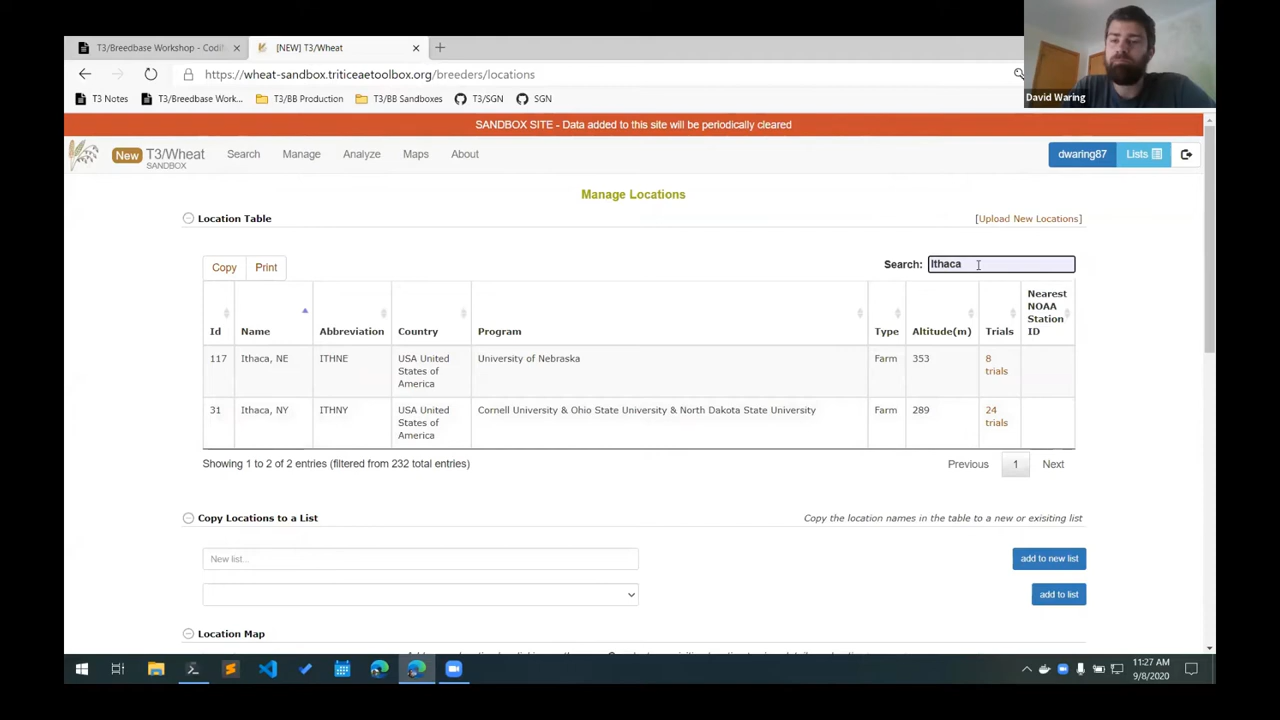 T3/Breedbase Workshop - CodiM
[NEW] T3/Wheat
https://wheat-sandbox.triticeaetoolbox.org/breeders/locations
T3 Notes
T3/Breedbase Work...
T3/BB Production
T3/BB Sandboxes
T3/SGN
SGN
David Waring
SANDBOX SITE - Data added to this site will be periodically cleared
New T3/Wheat
SANDBOX
Search
Manage
Analyze
Maps
About
dwaring87
Lists
Manage Locations
Location Table
[Upload New Locations]
Copy
Print
Search: Ithaca
Id
Name
Abbreviation
Country
Program
Type
Altitude(m)
Trials
Nearest
NOAA
Station
ID
117
Ithaca, NE
ITHNE
USA United
States of
America
University of Nebraska
Farm
353
8
trials
31
Ithaca, NY
ITHNY
USA United
States of
America
Cornell University & Ohio State University & North Dakota State University
Farm
289
24
trials
Showing 1 to 2 of 2 entries (filtered from 232 total entries)
Previous
1
Next
Copy Locations to a List
Copy the location names in the table to a new or exisiting list
New list...
add to new list
add to list
Location Map
11:27 AM
9/8/2020